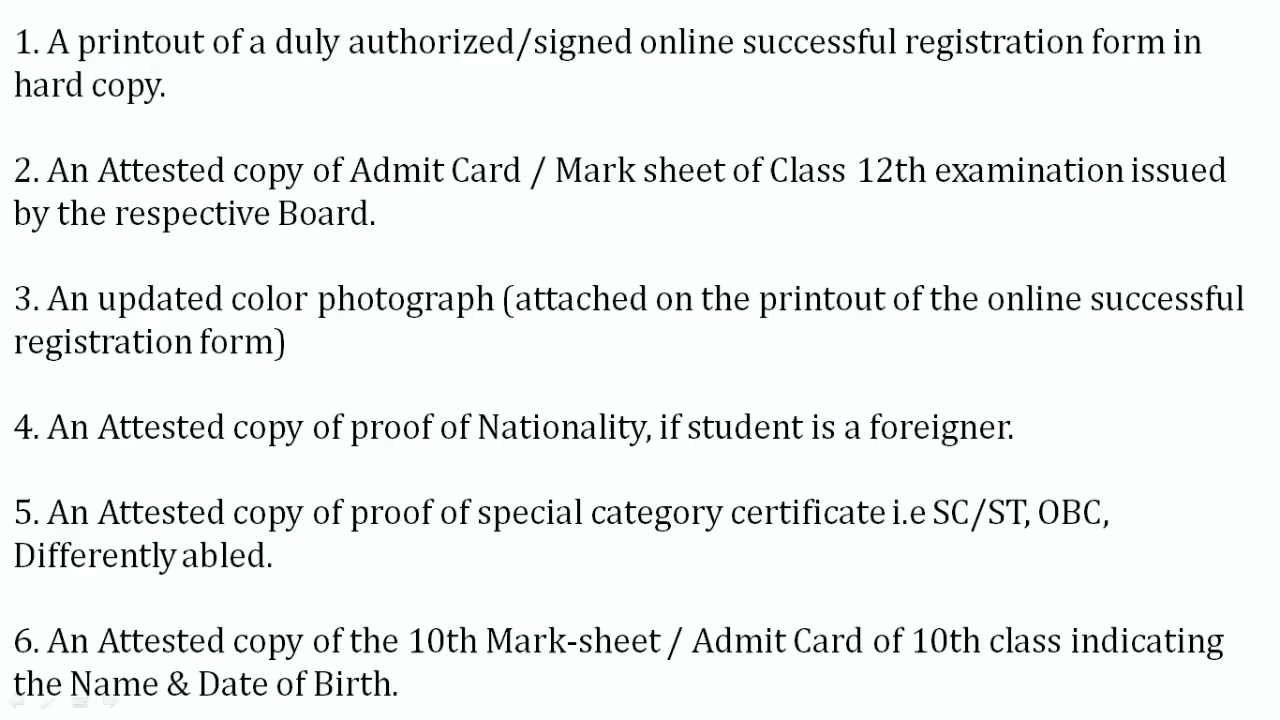 1. A printout of a duly authorized/signed online successful registration form in
hard copy.
2. An Attested copy of Admit Card / Mark sheet of Class 12th examination issued
by the respective Board.
3. An updated color photograph (attached on the printout of the online successful
registration form)
4. An Attested copy of proof of Nationality, if student is a foreigner.
5. An Attested copy of proof of special category certificate i.e SC/ST, OBC,
Differently abled.
6. An Attested copy of the 10th Mark-sheet / Admit Card of 10th class indicating
the Name & Date of Birth.